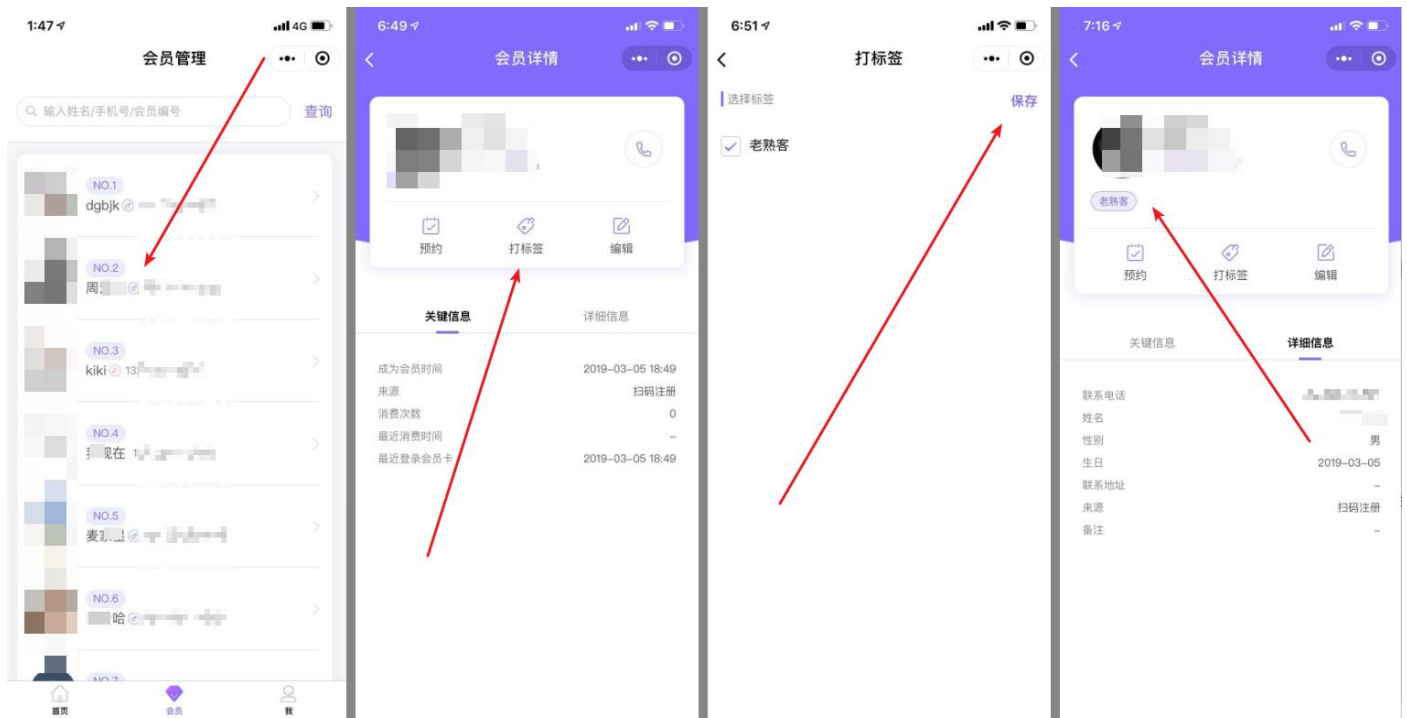 1:47
4G
会员管理
输入姓名/手机号/会员编号
查询
NO.1
dgbjk
NO.2
周
NO.3
kiki 13
NO.4
现在
NO.5
麦
NO.6
哈
NO.7
首页
会员
我
6:49
会员详情
预约
打标签
编辑
关键信息
详细信息
成为会员时间 2019-03-05 18:49
来源 扫码注册
消费次数 0
最近消费时间 –
最近登录会员卡 2019-03-05 18:49
6:51
打标签
选择标签
保存
老熟客
7:16
会员详情
老熟客
预约
打标签
编辑
关键信息
详细信息
联系电话
姓名
性别 男
生日 2019-03-05
联系地址 –
来源 扫码注册
备注 –